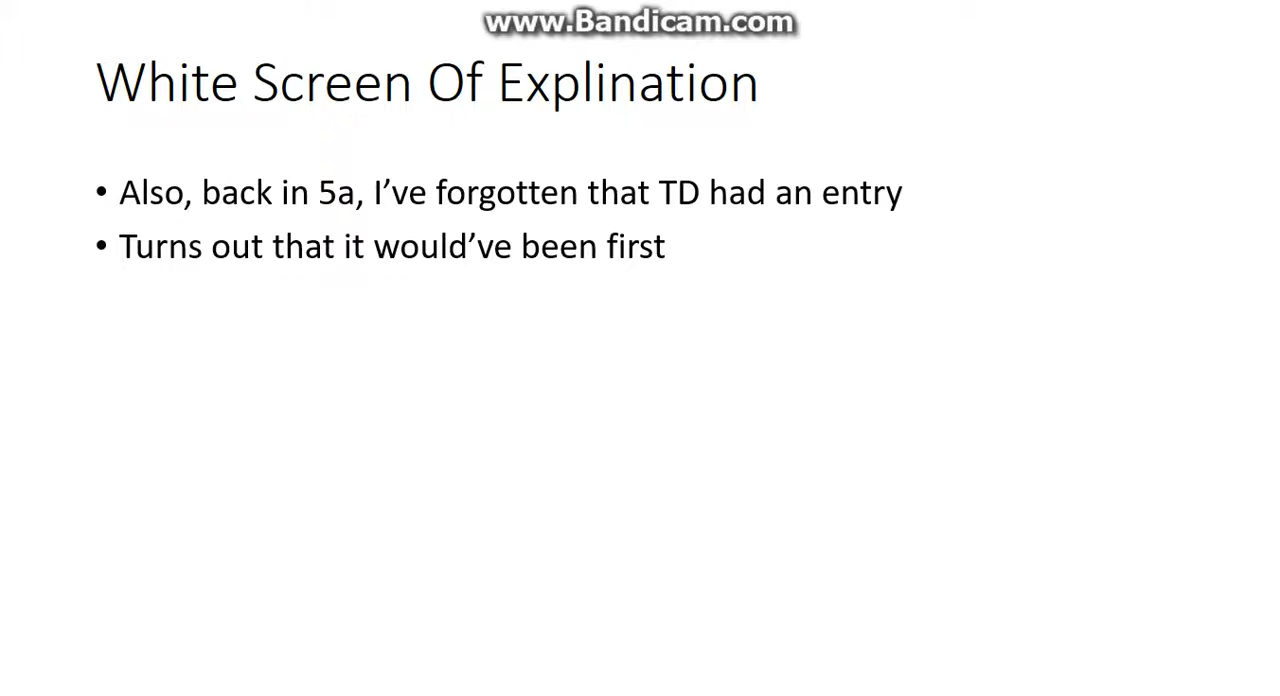 www.Bandicam.com
White Screen Of Explination
• Also, back in 5a, I’ve forgotten that TD had an entry
• Turns out that it would’ve been first